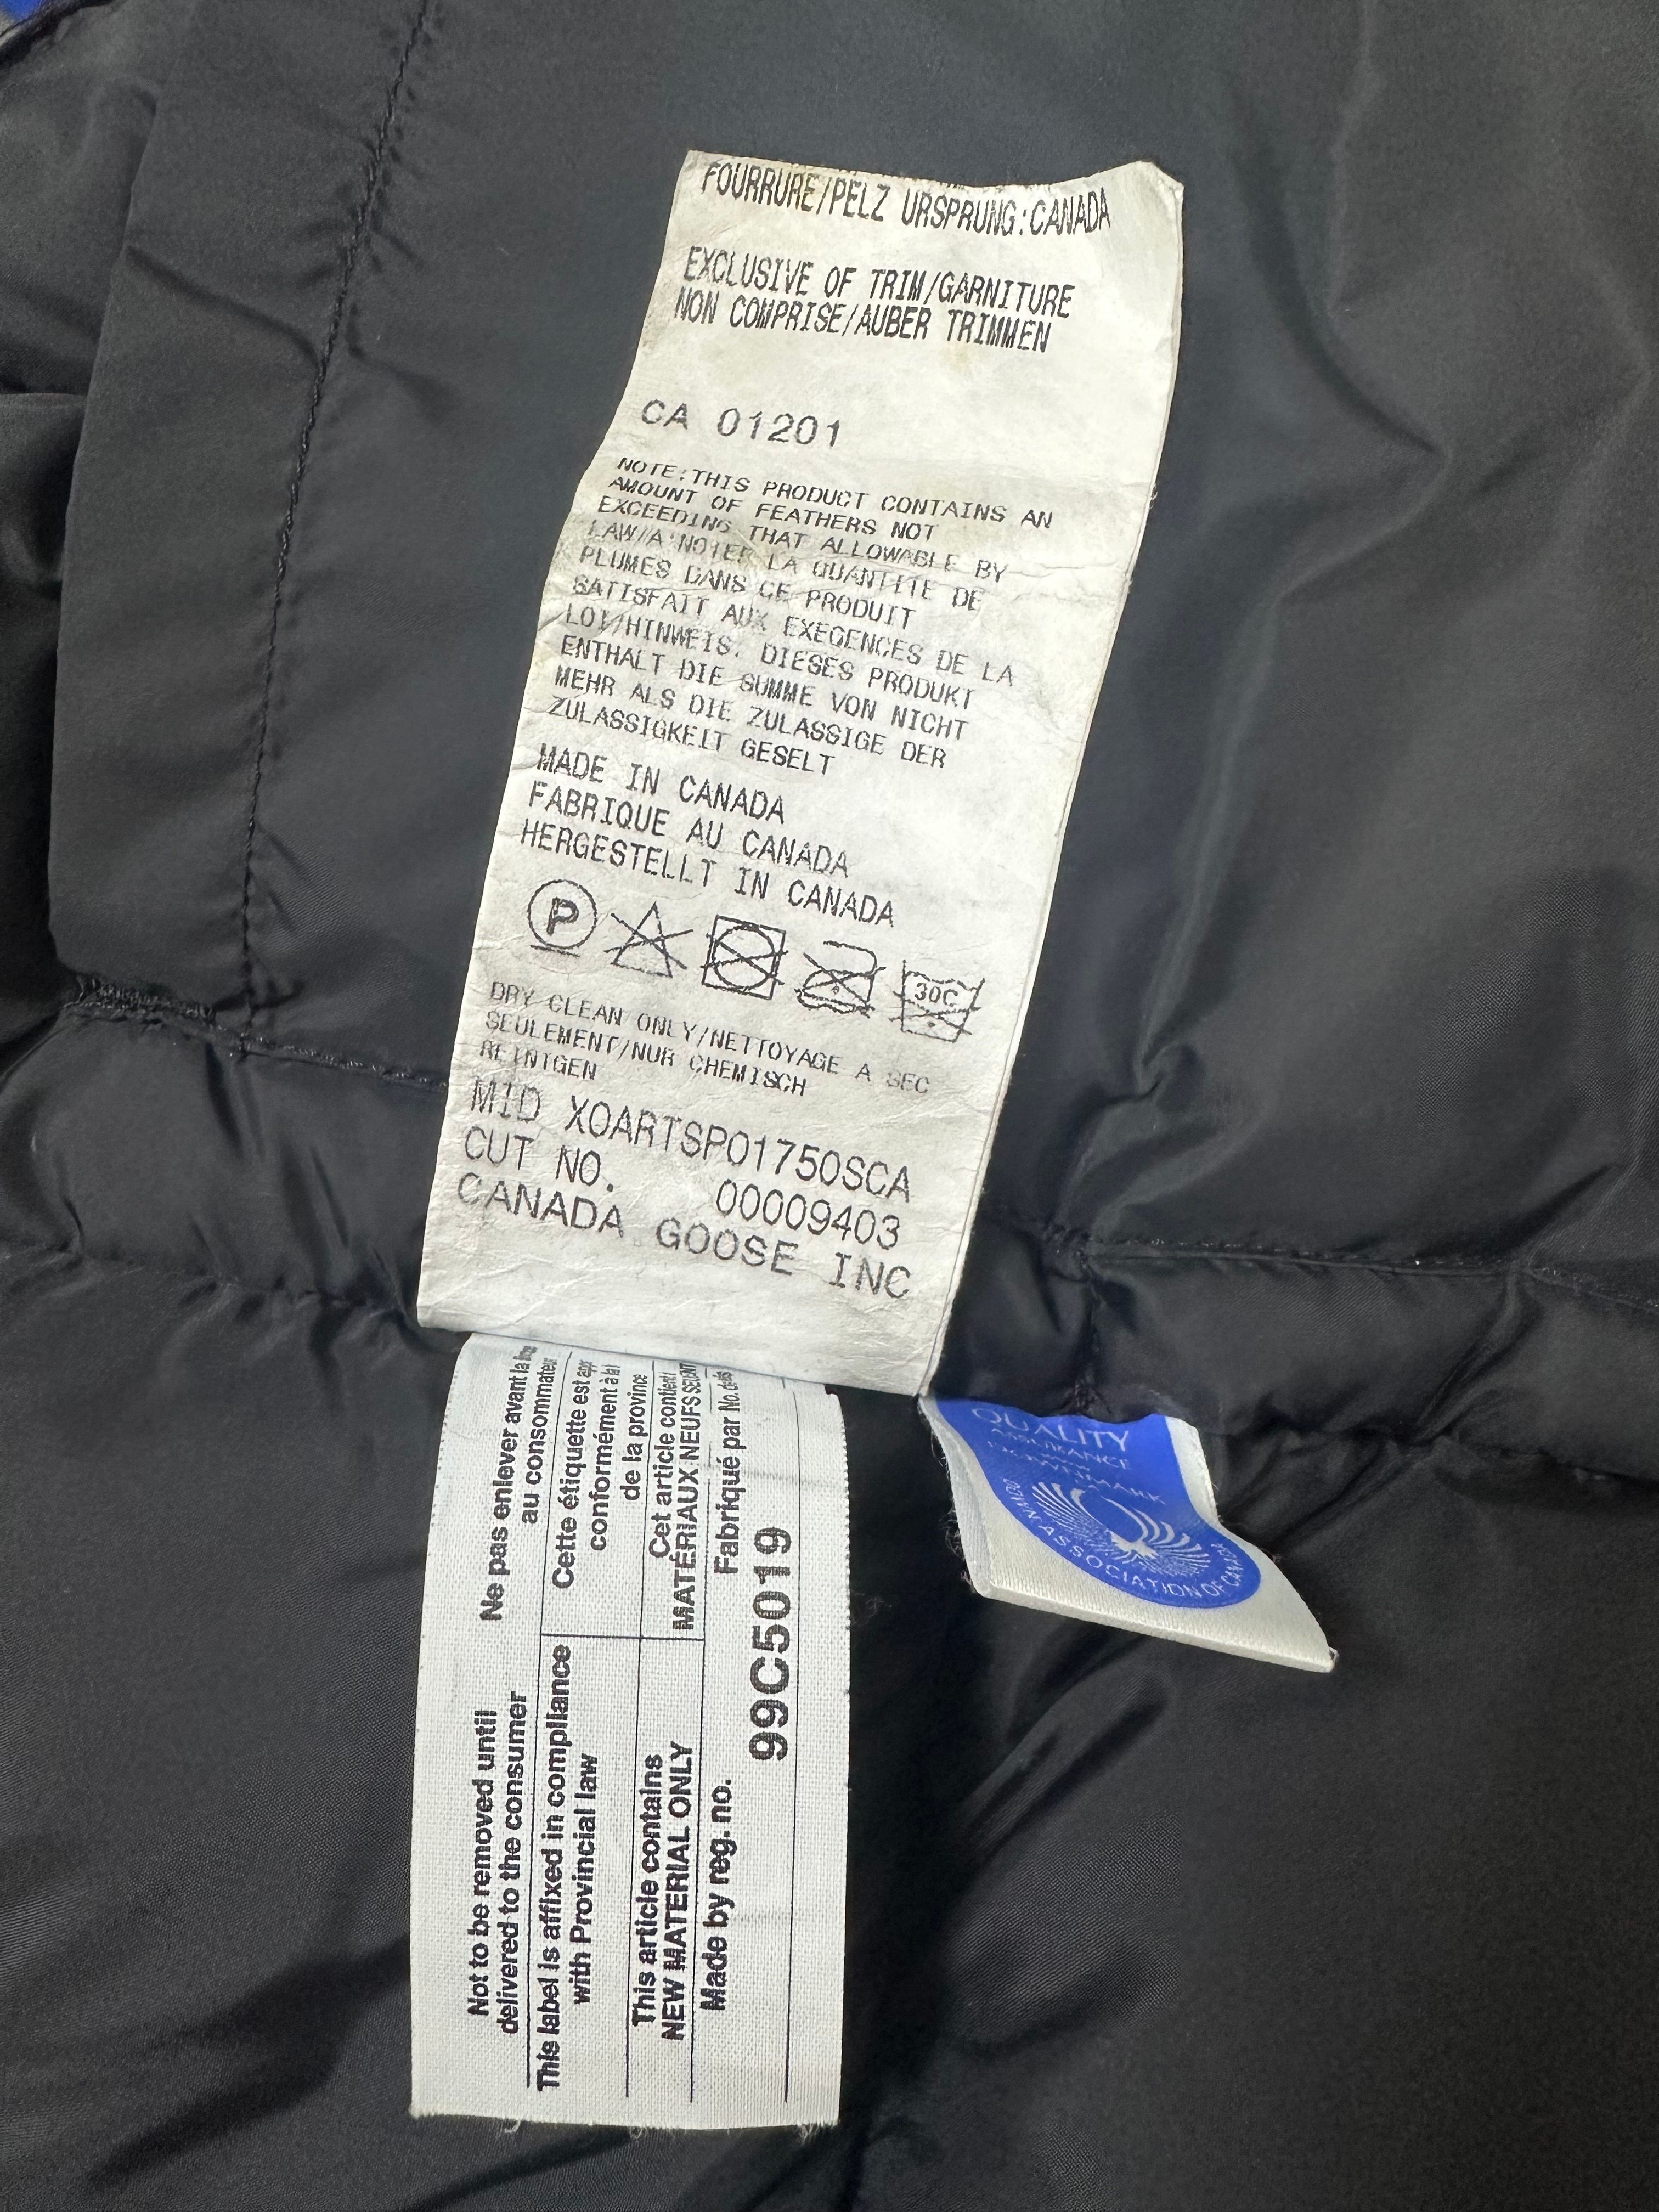 FOURRURE/PELZ URSPRUNG:CANADA
EXCLUSIVE OF TRIM/GARNITURE
NON COMPRISE/AUBER TRIMMEN
CA 01201
NOTE:THIS PRODUCT CONTAINS AN
AMOUNT OF FEATHERS NOT
EXCEEDING THAT ALLOWABLE BY
LAW/A NOTER LA QUANTITE DE
PLUMES DANS CE PRODUIT
SATISFAIT AUX EXEGENCES DE LA
LOI/HINWEIS. DIESES PRODUKT
ENTHALT DIE SUMME VON NICHT
MEHR ALS DIE ZULASSIGE DER
ZULASSIGKEIT GESELT
MADE IN CANADA
FABRIQUE AU CANADA
HERGESTELLT IN CANADA
P
30C
DRY CLEAN ONLY/NETTOYAGE A SEC
SEULEMENT/NUR CHEMISCH
REINIGEN
MID XOARTSPO1750SCA
CUT NO. 00009403
CANADA GOOSE INC
Not to be removed until
delivered to the consumer
This label is affixed in compliance
with Provincial law
This article contains
NEW MATERIAL ONLY
Made by reg. no.
Ne pas enlever avant la
au consommateur
Cette étiquette est
conformément à la
de la province
Cet article contient
MATÉRIAUX NEUFS
Fabriqué par No.
99C5019
QUALITY
ASSURANCE
DOWNMARK
DOWN ASSOCIATION OF CANADA